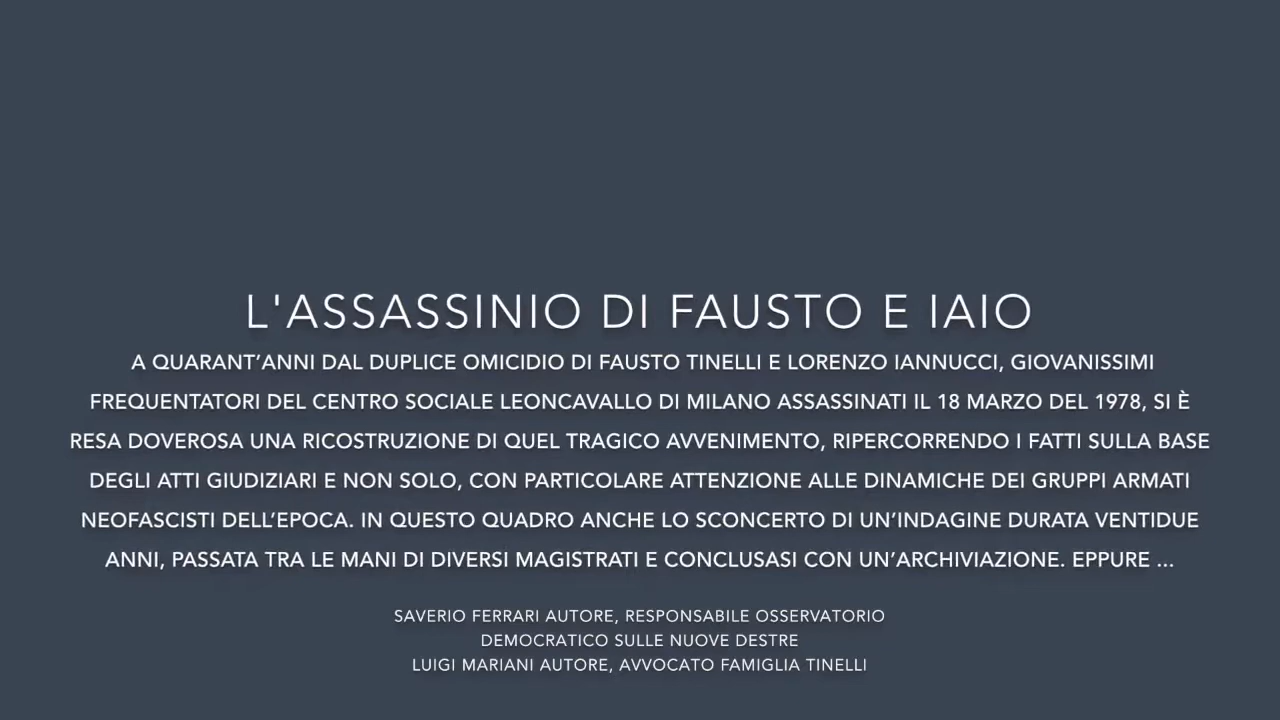 L'ASSASSINIO DI FAUSTO E IAIO
A QUARANT’ANNI DAL DUPLICE OMICIDIO DI FAUSTO TINELLI E LORENZO IANNUCCI, GIOVANISSIMI
FREQUENTATORI DEL CENTRO SOCIALE LEONCAVALLO DI MILANO ASSASSINATI IL 18 MARZO DEL 1978, SI È
RESA DOVEROSA UNA RICOSTRUZIONE DI QUEL TRAGICO AVVENIMENTO, RIPERCORRENDO I FATTI SULLA BASE
DEGLI ATTI GIUDIZIARI E NON SOLO, CON PARTICOLARE ATTENZIONE ALLE DINAMICHE DEI GRUPPI ARMATI
NEOFASCISTI DELL’EPOCA. IN QUESTO QUADRO ANCHE LO SCONCERTO DI UN’INDAGINE DURATA VENTIDUE
ANNI, PASSATA TRA LE MANI DI DIVERSI MAGISTRATI E CONCLUSASI CON UN’ARCHIVIAZIONE. EPPURE ...
SAVERIO FERRARI AUTORE, RESPONSABILE OSSERVATORIO
DEMOCRATICO SULLE NUOVE DESTRE
LUIGI MARIANI AUTORE, AVVOCATO FAMIGLIA TINELLI